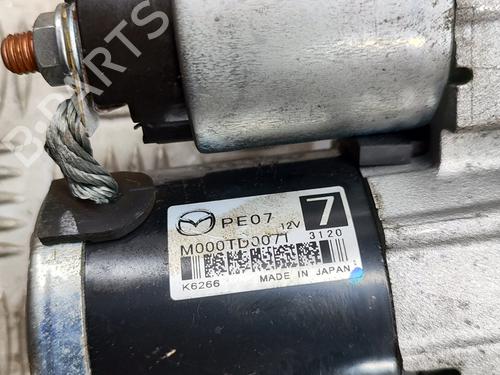 B-PARTS
PE07 12V 7
M000TD0071 3120
K6266 MADE IN JAPAN